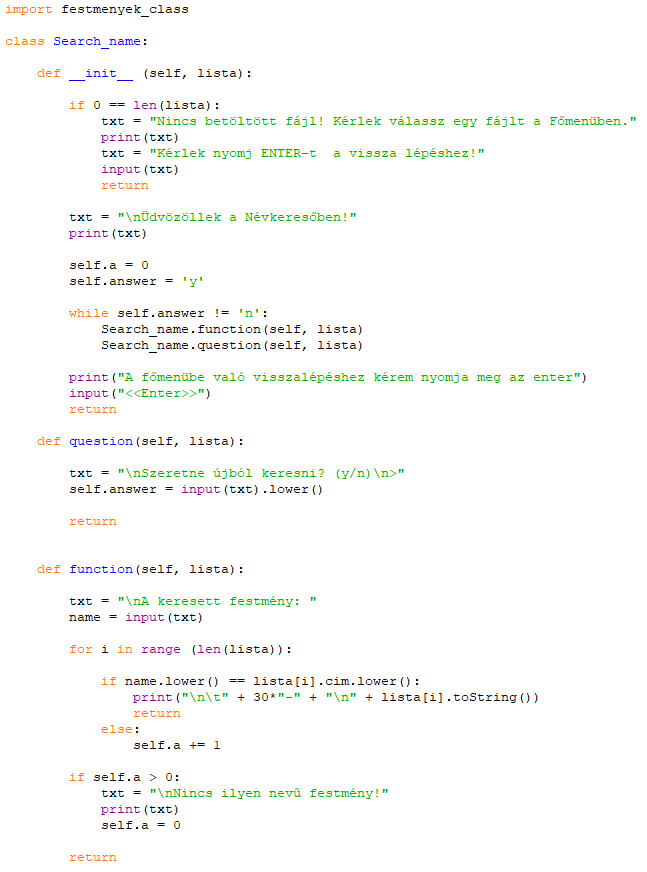 import festmenyek_class
class Search_name:
def __init__ (self, lista):
if 0 == len(lista):
txt = "Nincs betöltött fájl! Kérlek válassz egy fájlt a Főmenüben."
print(txt)
txt = "Kérlek nyomj ENTER-t  a vissza lépéshez!"
input(txt)
return
txt = "\nÜdvözöllek a Névkeresőben!"
print(txt)
self.a = 0
self.answer = 'y'
while self.answer != 'n':
Search_name.function(self, lista)
Search_name.question(self, lista)
print("A főmenübe való visszalépéshez kérem nyomja meg az enter")
input("<<Enter>>")
return
def question(self, lista):
txt = "\nSzeretne újból keresni? (y/n)\n>"
self.answer = input(txt).lower()
return
def function(self, lista):
txt = "\nA keresett festmény: "
name = input(txt)
for i in range (len(lista)):
if name.lower() == lista[i].cim.lower():
print("\n\t" + 30*"-" + "\n" + lista[i].toString())
return
else:
self.a += 1
if self.a > 0:
txt = "\nNincs ilyen nevű festmény!"
print(txt)
self.a = 0
return